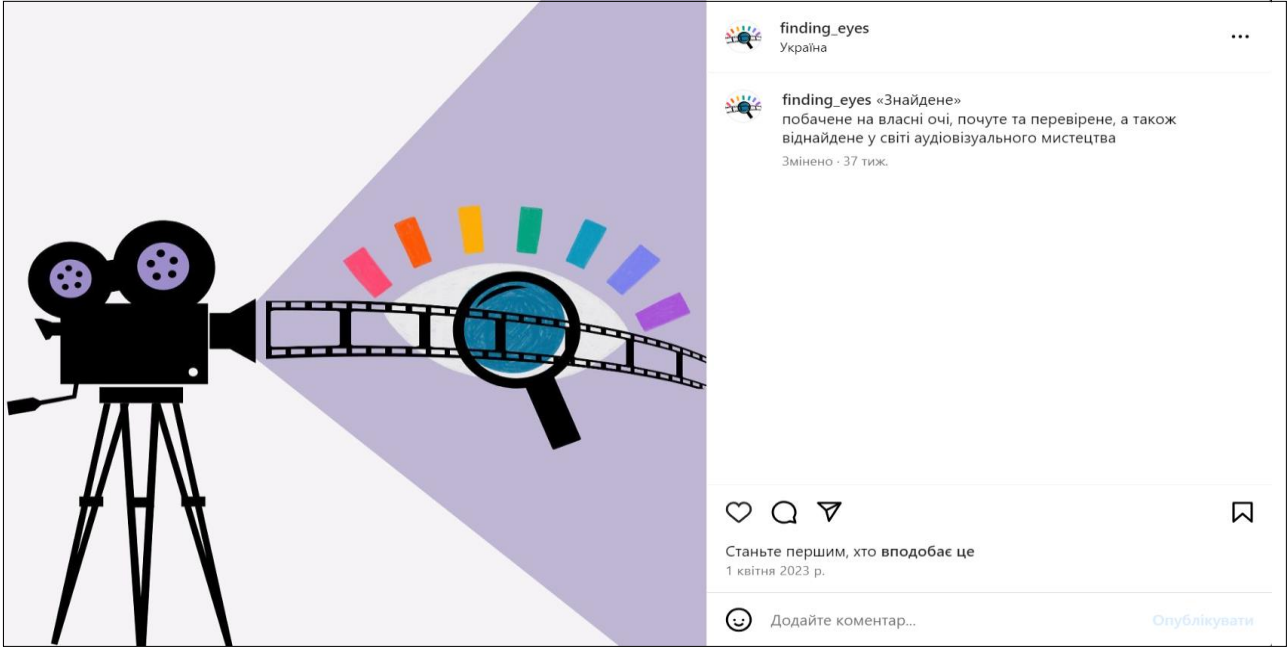 finding_eyes
Україна
finding_eyes «Знайдене»
побачене на власні очі, почуте та перевірене, а також
віднайдене у світі аудіовізуального мистецтва
Змінено · 37 тиж.
Станьте першим, хто вподобає це
1 квітня 2023 р.
Додайте коментар...
Опублікувати